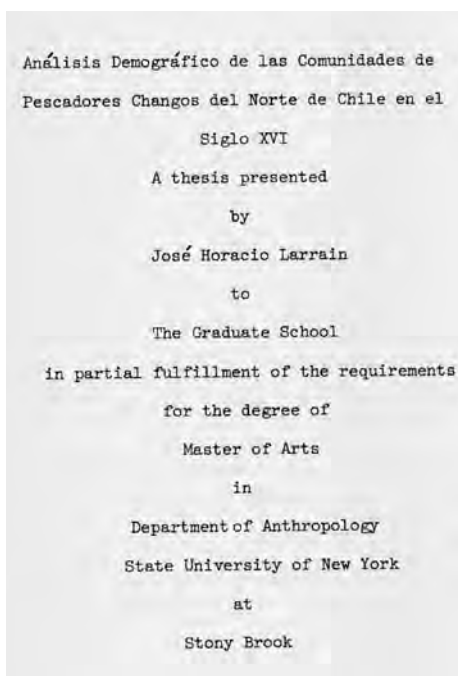 Análisis Demográfico de las Comunidades de
Pescadores Changos del Norte de Chile en el
Siglo XVI
A thesis presented
by
José Horacio Larrain
to
The Graduate School
in partial fulfillment of the requirements
for the degree of
Master of Arts
in
Department of Anthropology
State University of New York
at
Stony Brook